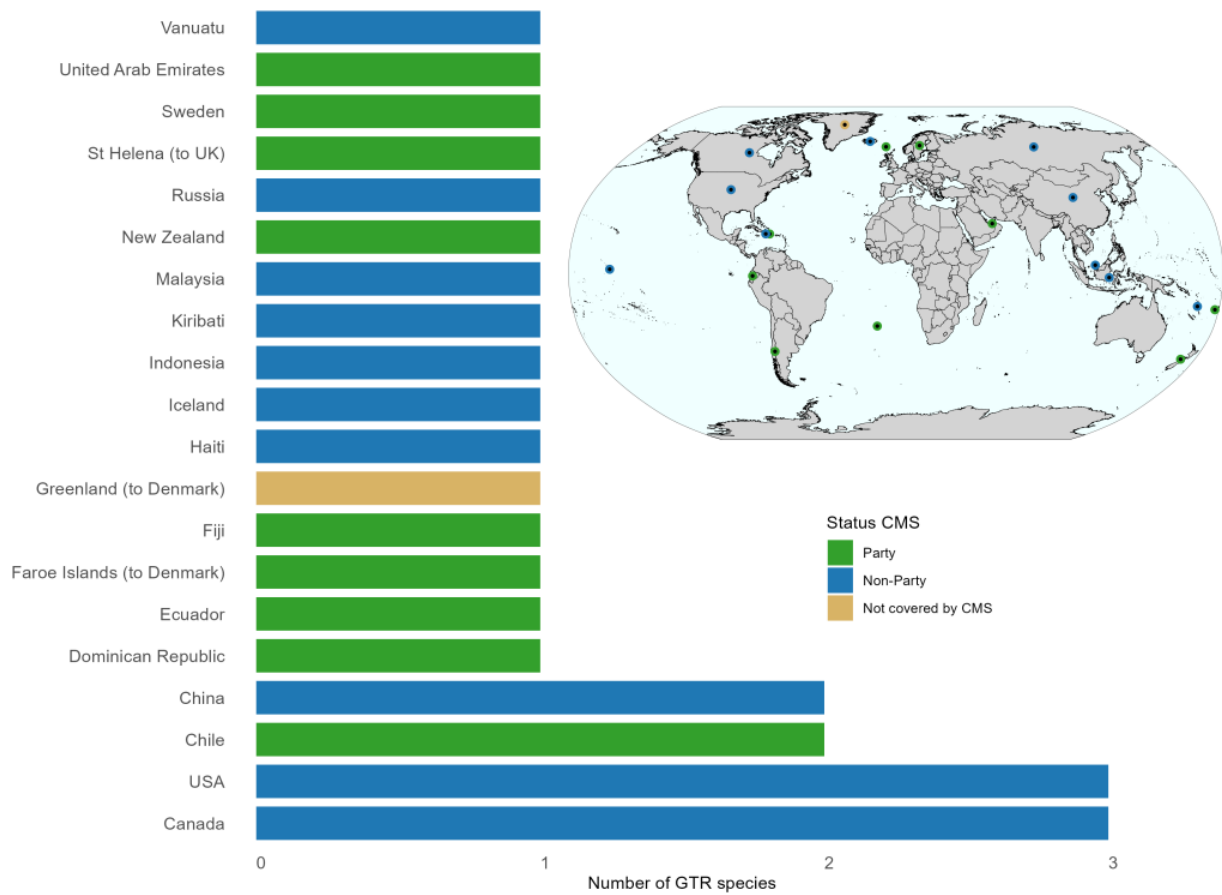 Vanuatu
United Arab Emirates
Sweden
St Helena (to UK)
Russia
New Zealand
Malaysia
Kiribati
Indonesia
Iceland
Haiti
Greenland (to Denmark)
Fiji
Faroe Islands (to Denmark)
Ecuador
Dominican Republic
China
Chile
USA
Canada
Status CMS
Party
Non-Party
Not covered by CMS
0 1 2 3
Number of GTR species